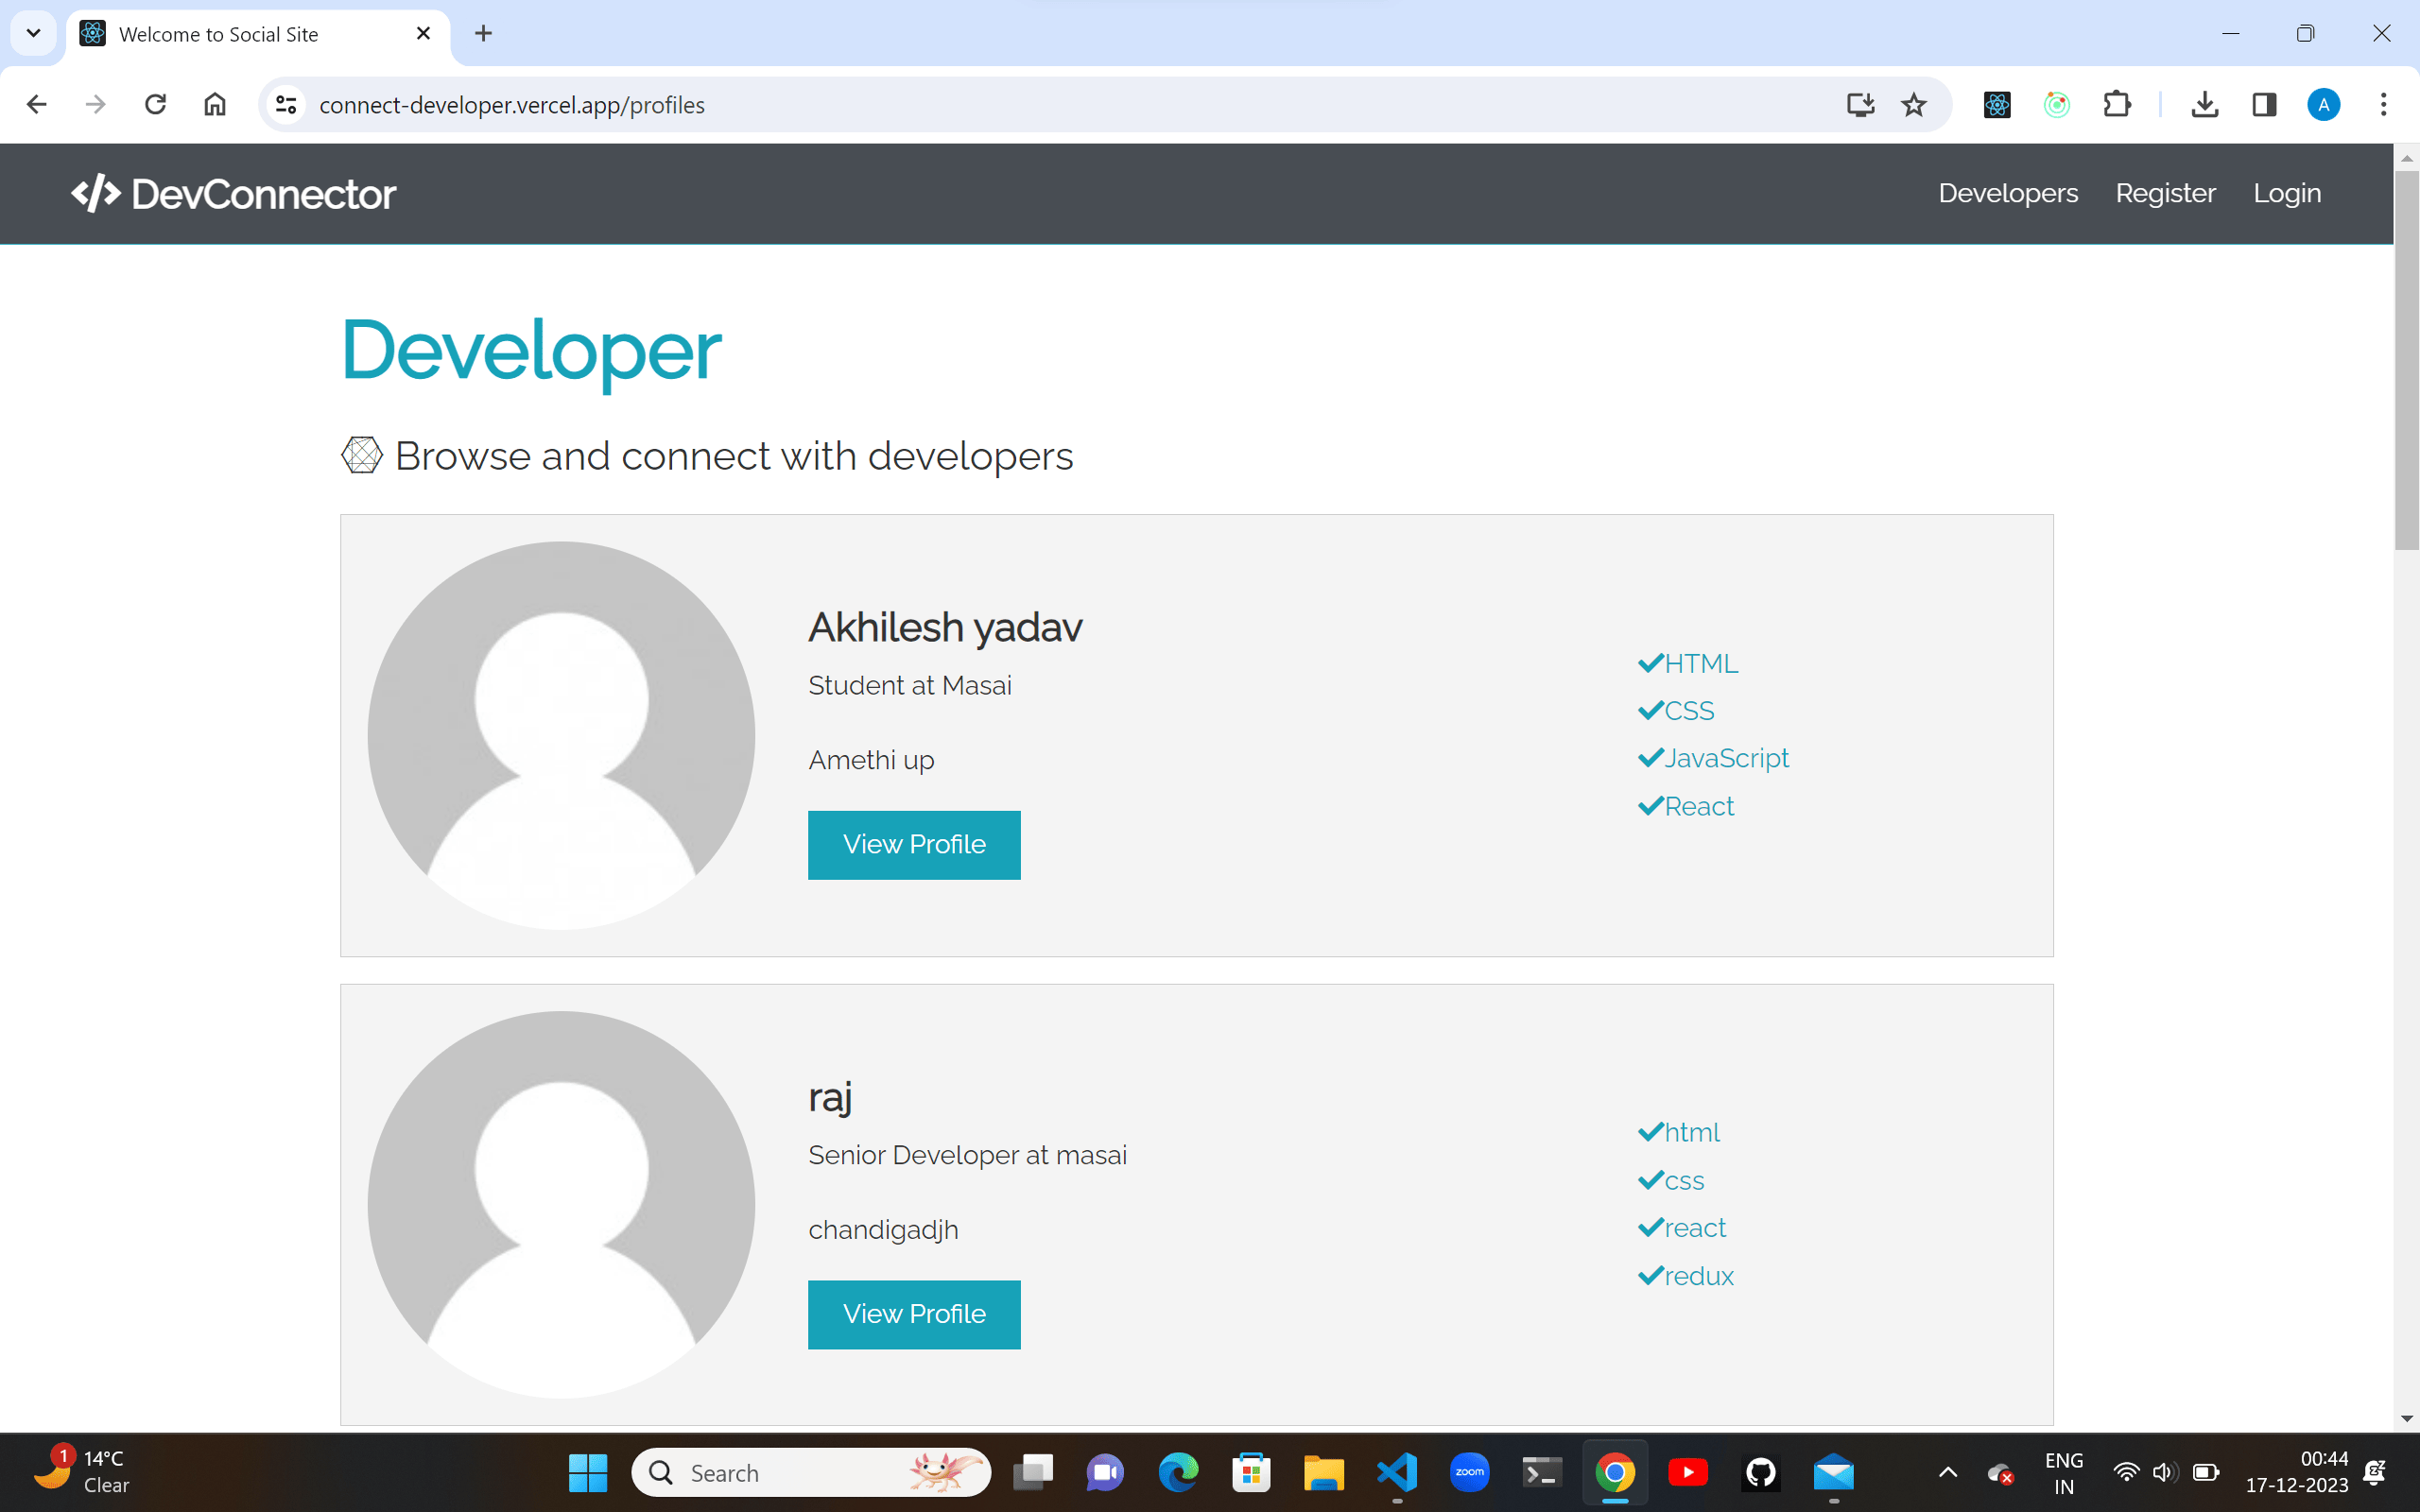 Welcome to Social Site
connect-developer.vercel.app/profiles
A
DevConnector
Developers
Register
Login
Developer
Browse and connect with developers
Akhilesh yadav
Student at Masai
Amethi up
View Profile
HTML
CSS
JavaScript
React
raj
Senior Developer at masai
chandigadjh
View Profile
html
css
react
redux
1
14°C
Clear
Search
zoom
ENG
IN
00:44
17-12-2023